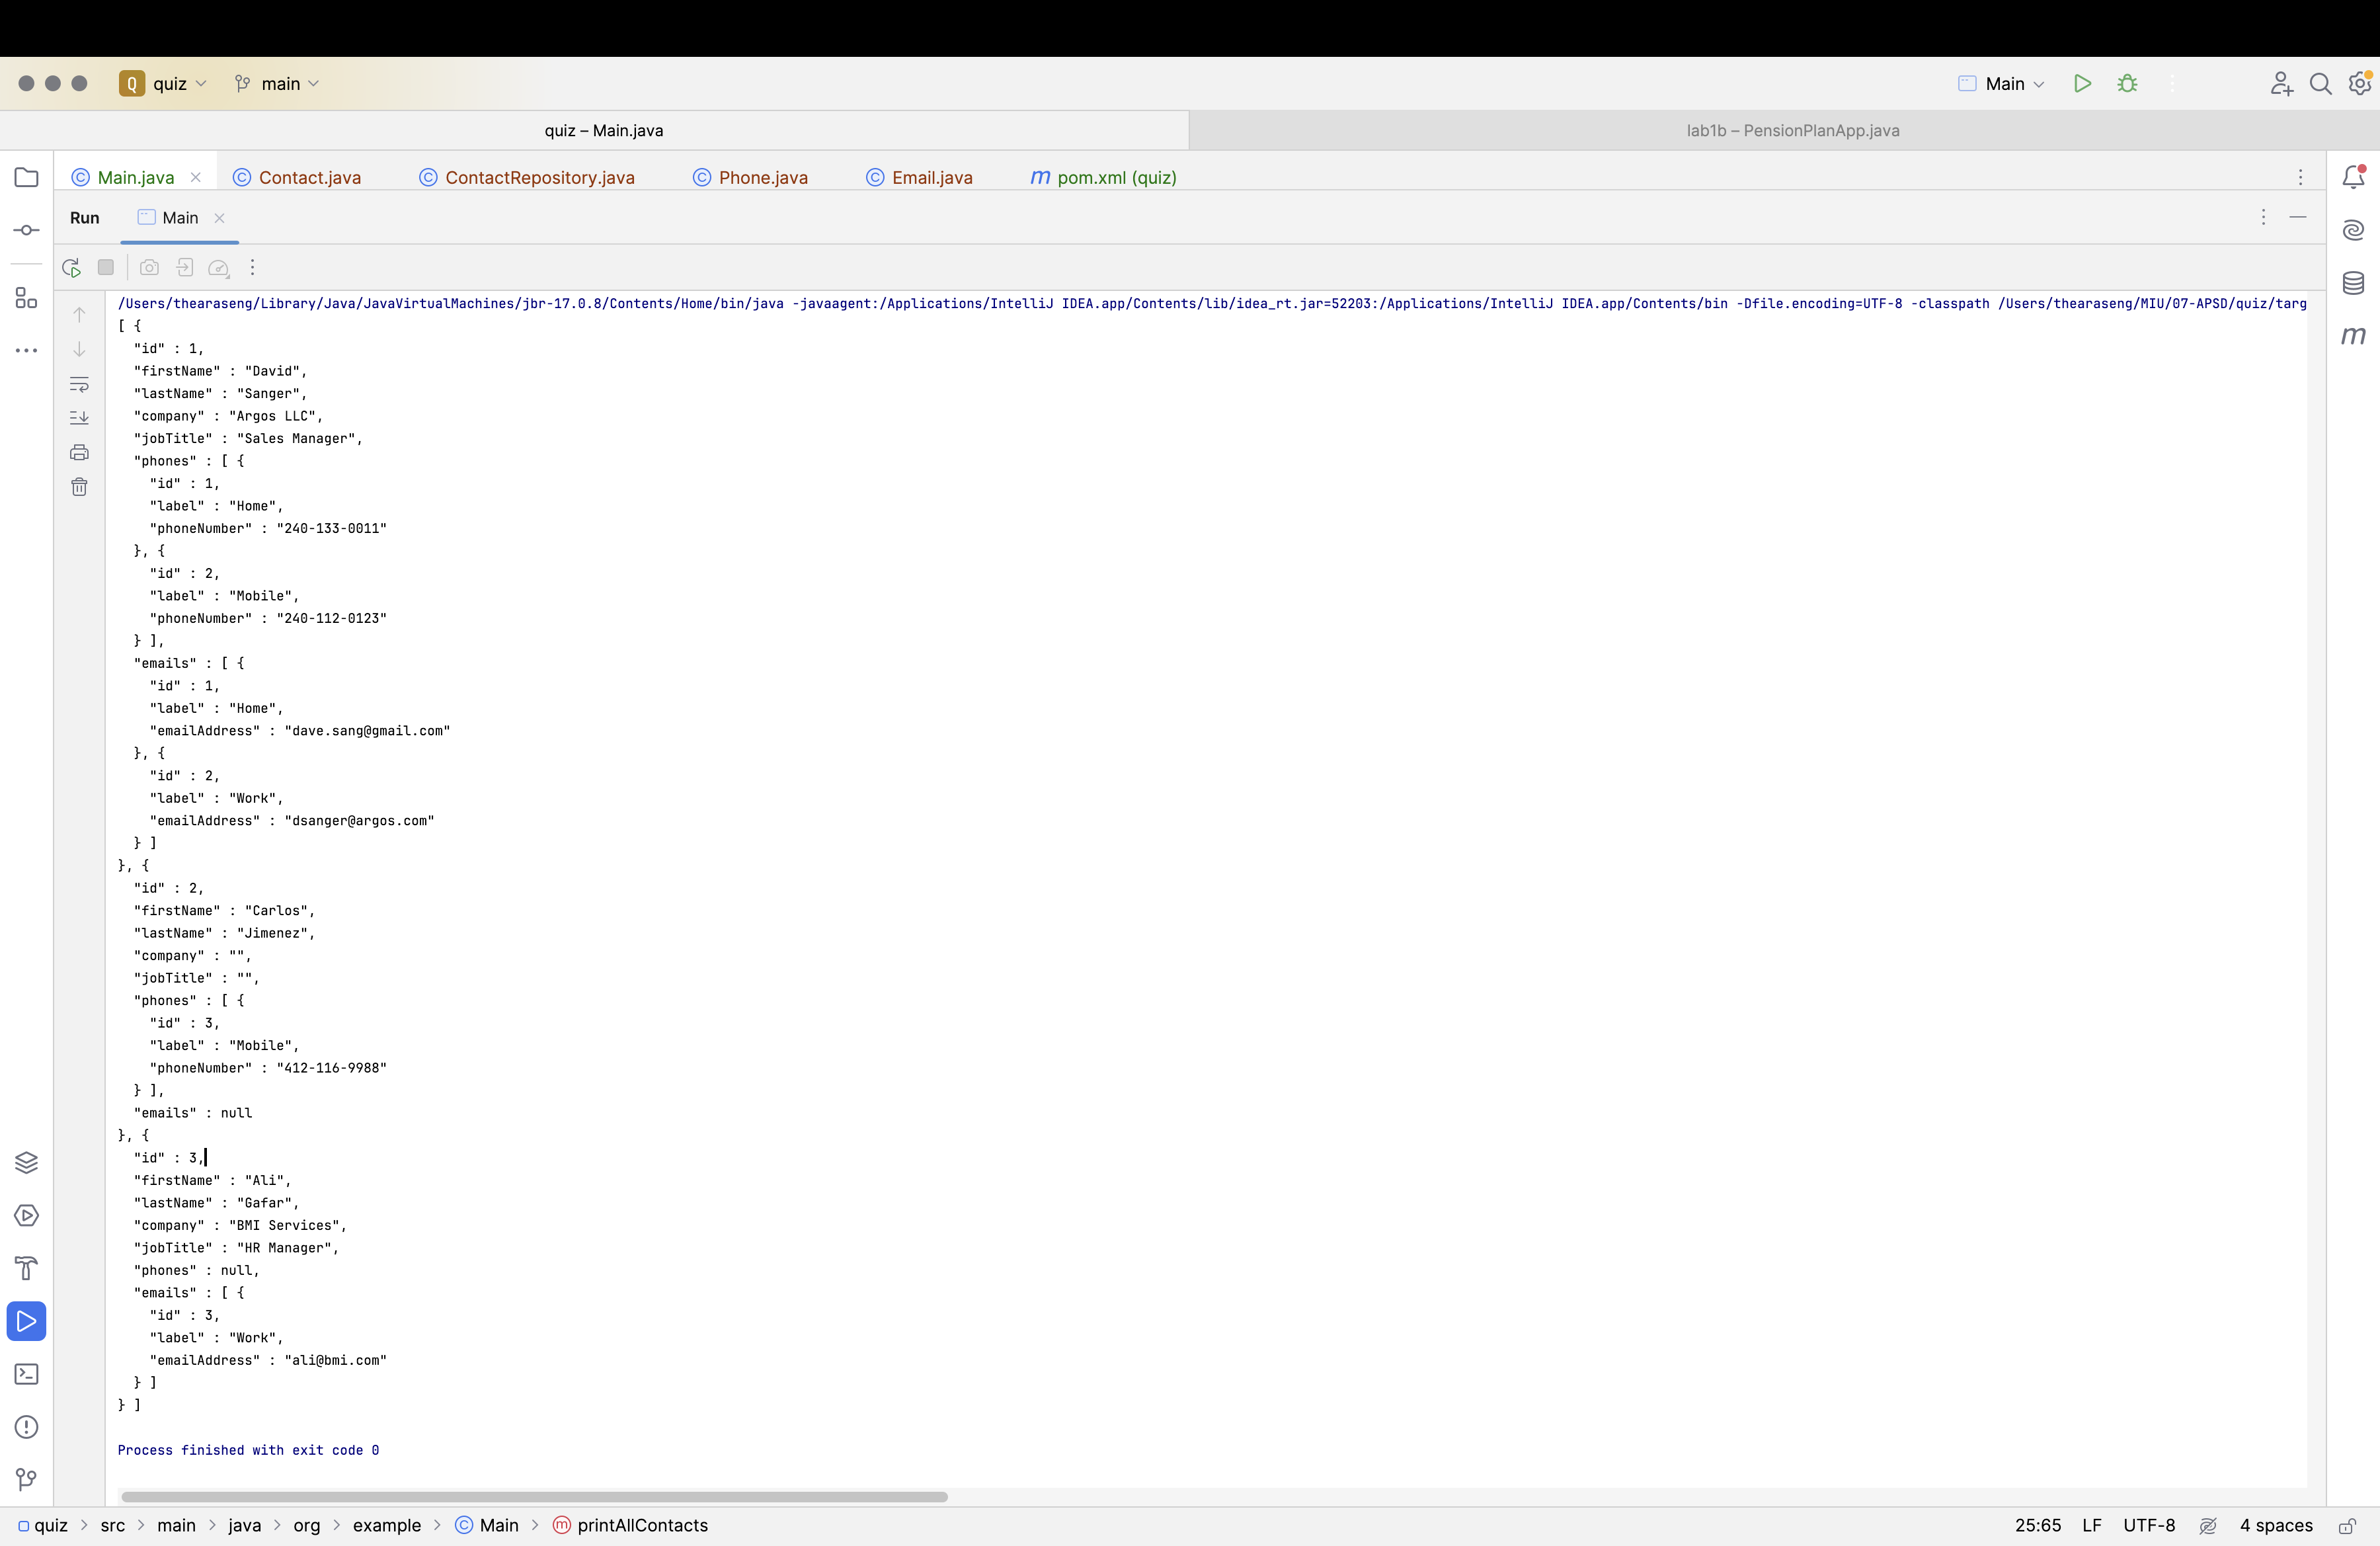 Q quiz main Main
quiz – Main.java lab1b – PensionPlanApp.java
Main.java Contact.java ContactRepository.java Phone.java Email.java m pom.xml (quiz)
Run Main
/Users/thearaseng/Library/Java/JavaVirtualMachines/jbr-17.0.8/Contents/Home/bin/java -javaagent:/Applications/IntelliJ IDEA.app/Contents/lib/idea_rt.jar=52203:/Applications/IntelliJ IDEA.app/Contents/bin -Dfile.encoding=UTF-8 -classpath /Users/thearaseng/MIU/07-APSD/quiz/targ
[ {
  "id" : 1,
  "firstName" : "David",
  "lastName" : "Sanger",
  "company" : "Argos LLC",
  "jobTitle" : "Sales Manager",
  "phones" : [ {
    "id" : 1,
    "label" : "Home",
    "phoneNumber" : "240-133-0011"
  }, {
    "id" : 2,
    "label" : "Mobile",
    "phoneNumber" : "240-112-0123"
  } ],
  "emails" : [ {
    "id" : 1,
    "label" : "Home",
    "emailAddress" : "dave.sang@gmail.com"
  }, {
    "id" : 2,
    "label" : "Work",
    "emailAddress" : "dsanger@argos.com"
  } ]
}, {
  "id" : 2,
  "firstName" : "Carlos",
  "lastName" : "Jimenez",
  "company" : "",
  "jobTitle" : "",
  "phones" : [ {
    "id" : 3,
    "label" : "Mobile",
    "phoneNumber" : "412-116-9988"
  } ],
  "emails" : null
}, {
  "id" : 3,
  "firstName" : "Ali",
  "lastName" : "Gafar",
  "company" : "BMI Services",
  "jobTitle" : "HR Manager",
  "phones" : null,
  "emails" : [ {
    "id" : 3,
    "label" : "Work",
    "emailAddress" : "ali@bmi.com"
  } ]
} ]
Process finished with exit code 0
quiz > src > main > java > org > example > Main > printAllContacts 25:65 LF UTF-8 4 spaces